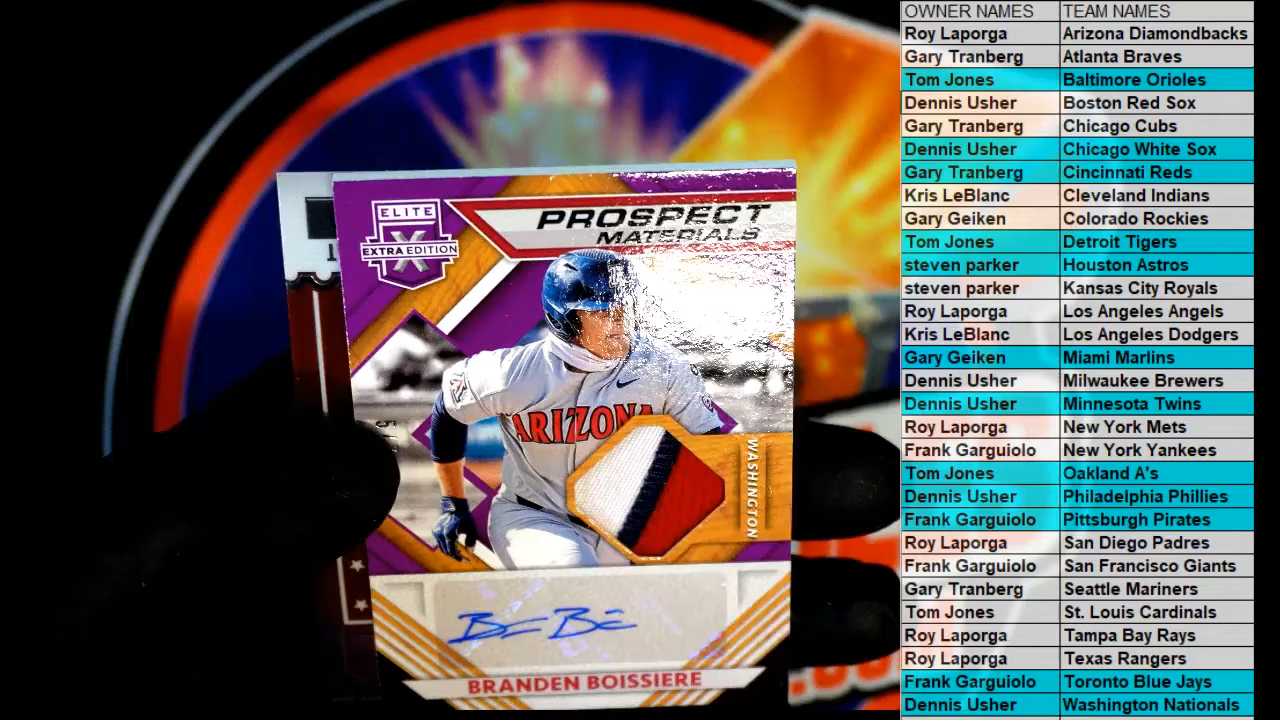 ELITE
X
EXTRA EDITION
PROSPECT
MATERIALS
ARIZONA
WASHINGTON
BRANDEN BOISSIERE
OWNER NAMES TEAM NAMES
Roy Laporga Arizona Diamondbacks
Gary Tranberg Atlanta Braves
Tom Jones Baltimore Orioles
Dennis Usher Boston Red Sox
Gary Tranberg Chicago Cubs
Dennis Usher Chicago White Sox
Gary Tranberg Cincinnati Reds
Kris LeBlanc Cleveland Indians
Gary Geiken Colorado Rockies
Tom Jones Detroit Tigers
steven parker Houston Astros
steven parker Kansas City Royals
Roy Laporga Los Angeles Angels
Kris LeBlanc Los Angeles Dodgers
Gary Geiken Miami Marlins
Dennis Usher Milwaukee Brewers
Dennis Usher Minnesota Twins
Roy Laporga New York Mets
Frank Garguiolo New York Yankees
Tom Jones Oakland A's
Dennis Usher Philadelphia Phillies
Frank Garguiolo Pittsburgh Pirates
Roy Laporga San Diego Padres
Frank Garguiolo San Francisco Giants
Gary Tranberg Seattle Mariners
Tom Jones St. Louis Cardinals
Roy Laporga Tampa Bay Rays
Roy Laporga Texas Rangers
Frank Garguiolo Toronto Blue Jays
Dennis Usher Washington Nationals